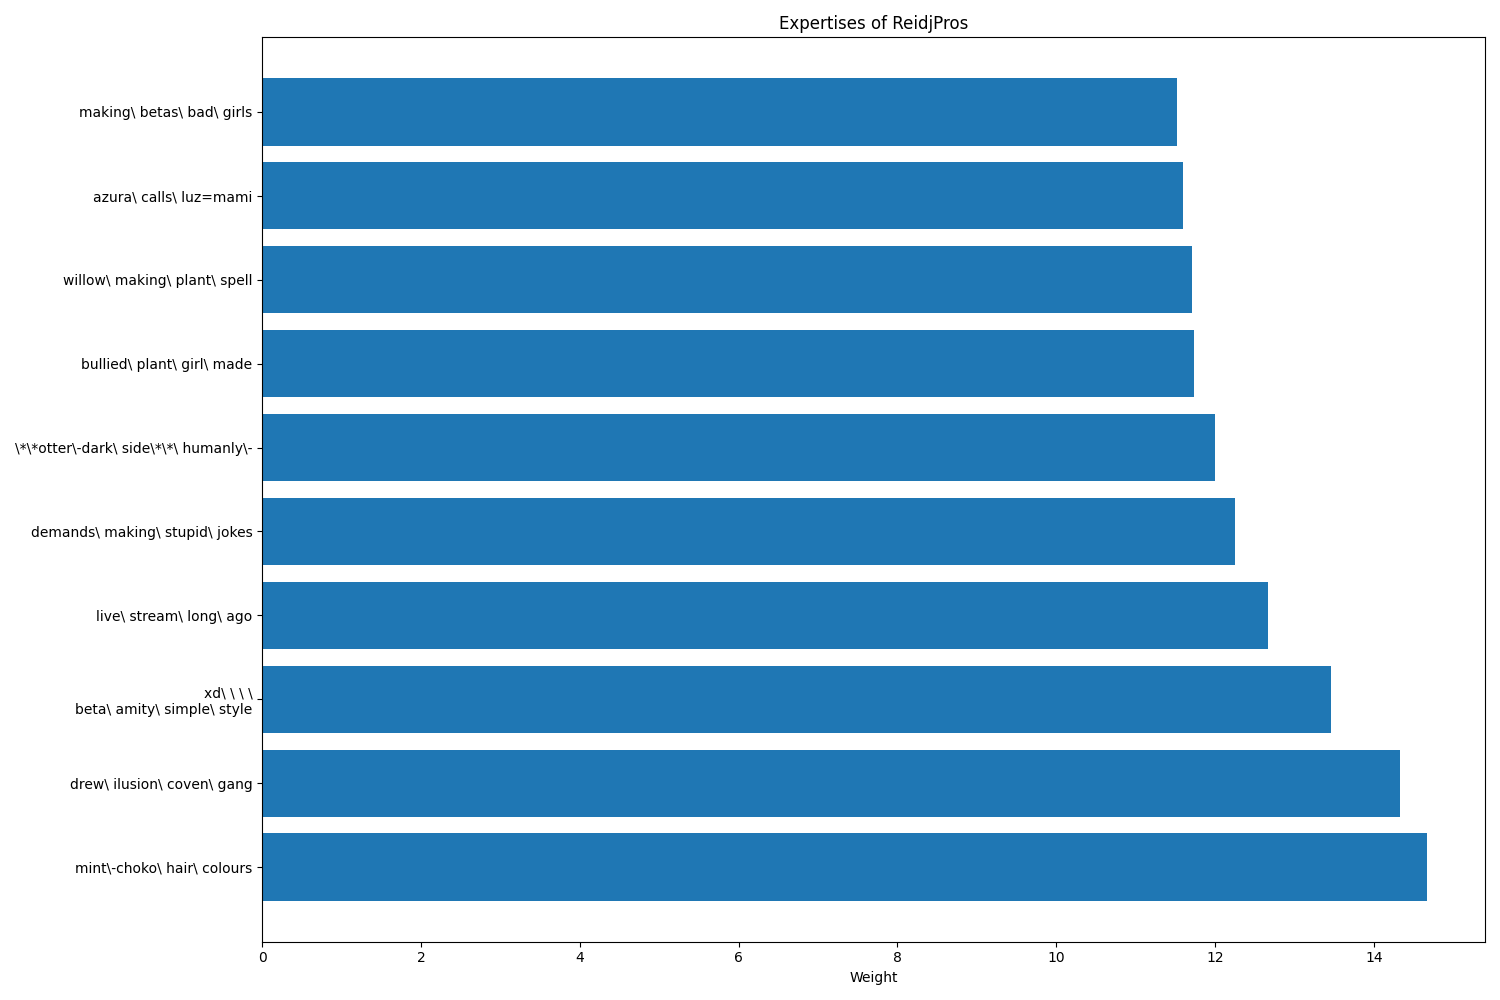 Expertises of ReidjPros
making\ betas\ bad\ girls
azura\ calls\ luz=mami
willow\ making\ plant\ spell
bullied\ plant\ girl\ made
\*\*otter\-dark\ side\*\*\ humanly\-
demands\ making\ stupid\ jokes
live\ stream\ long\ ago
xd\ \ \ \
beta\ amity\ simple\ style
drew\ ilusion\ coven\ gang
mint\-choko\ hair\ colours
0 2 4 6 8 10 12 14
Weight